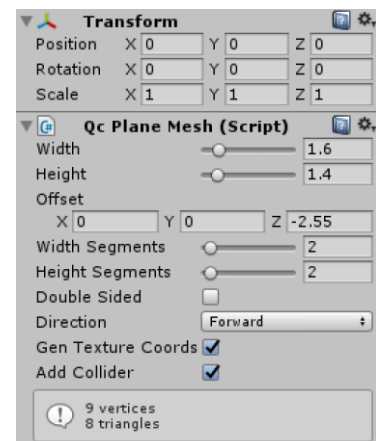 Transform
Position X 0 Y 0 Z 0
Rotation X 0 Y 0 Z 0
Scale X 1 Y 1 Z 1
C# Qc Plane Mesh (Script)
Width 1.6
Height 1.4
Offset
X 0 Y 0 Z -2.55
Width Segments 2
Height Segments 2
Double Sided
Direction Forward
Gen Texture Coords
Add Collider
9 vertices
8 triangles